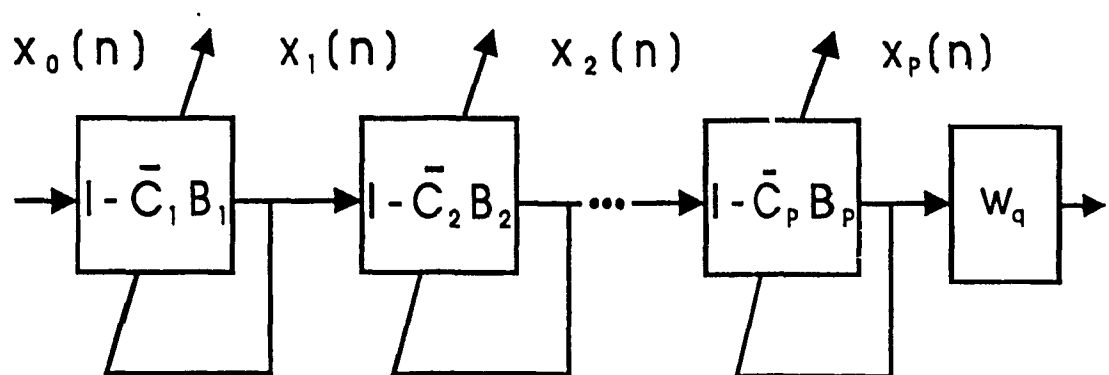 x₀(n) x₁(n) x₂(n) xₚ(n)
I - C̄₁B₁ I - C̄₂B₂ ••• I - C̄ₚBₚ W_q